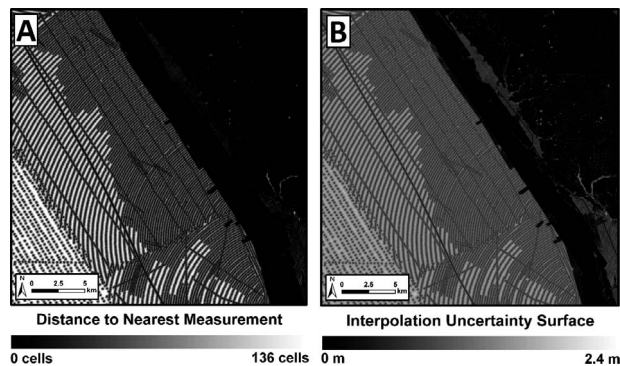 A
B
N
0 2.5 5
km
N
0 2.5 5
km
Distance to Nearest Measurement
Interpolation Uncertainty Surface
0 cells 136 cells
0 m 2.4 m